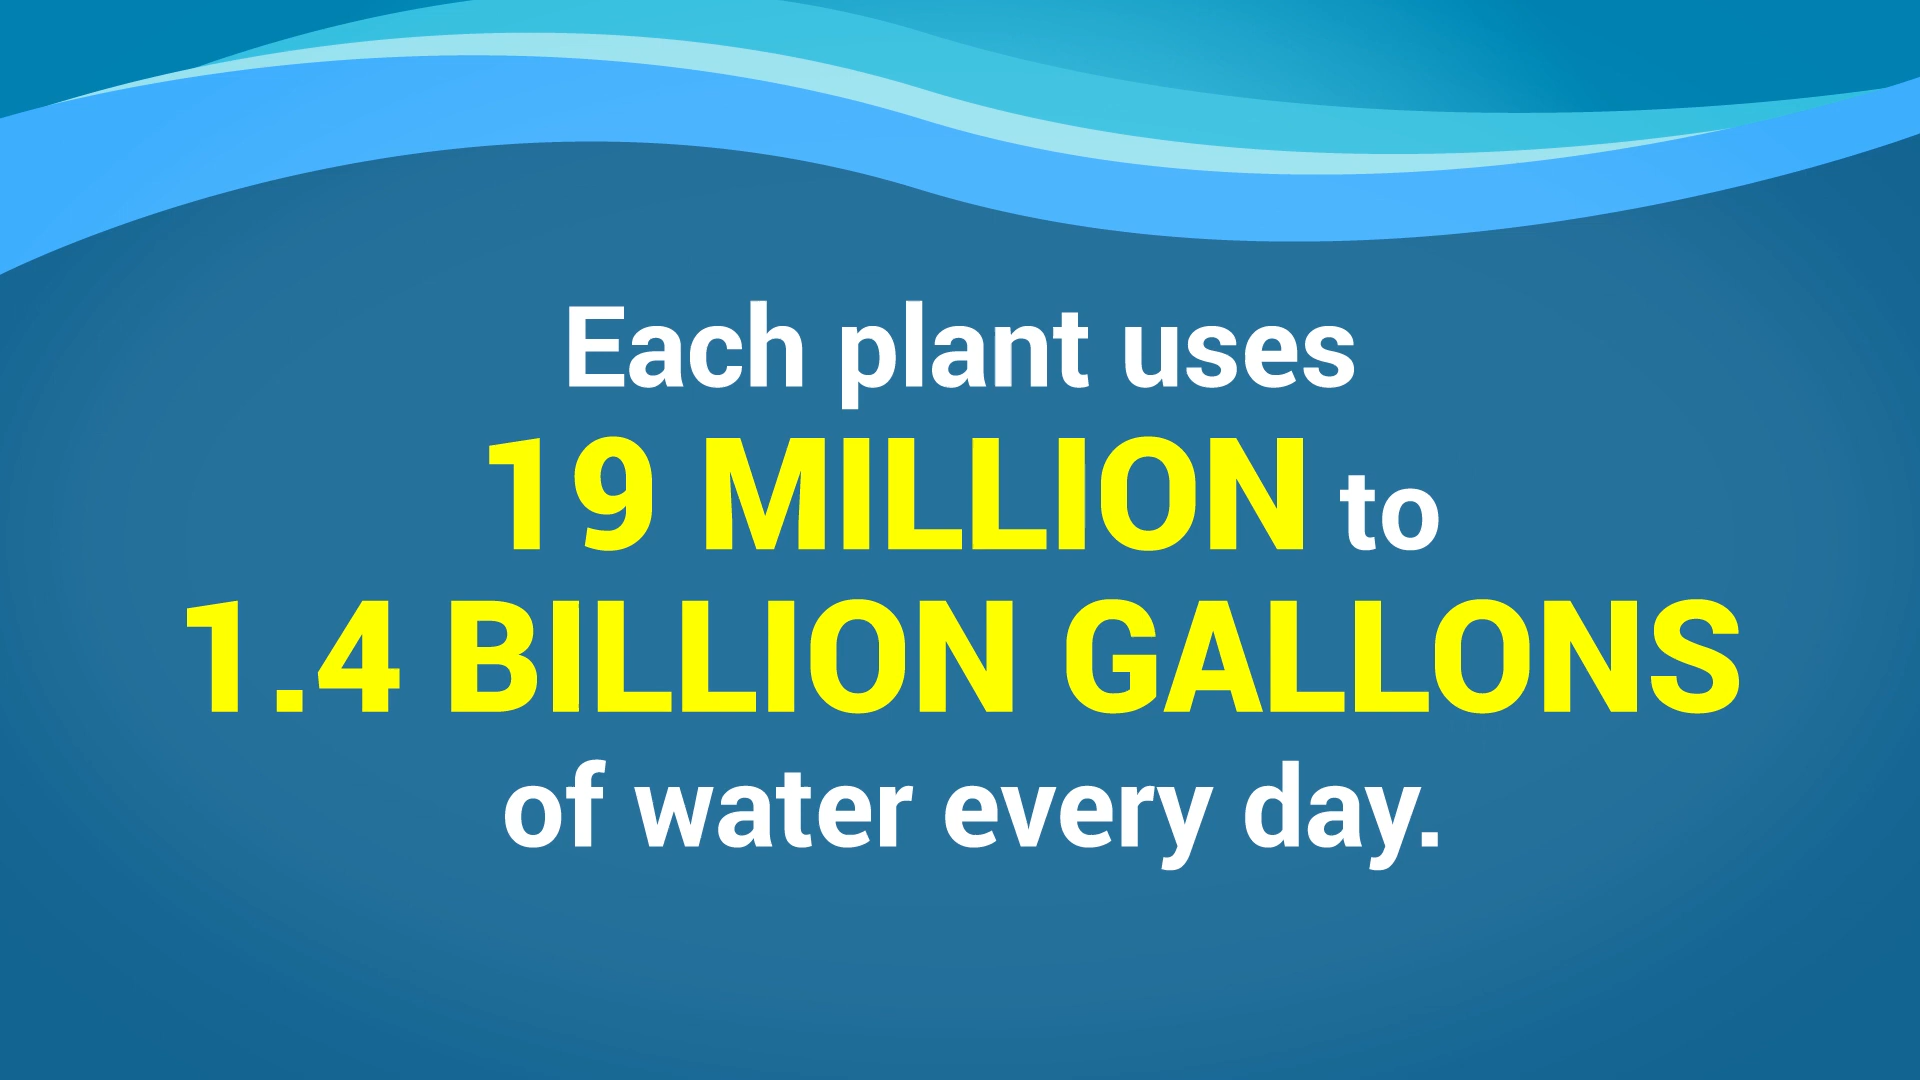 Each plant uses
19 MILLION to
1.4 BILLION GALLONS
of water every day.